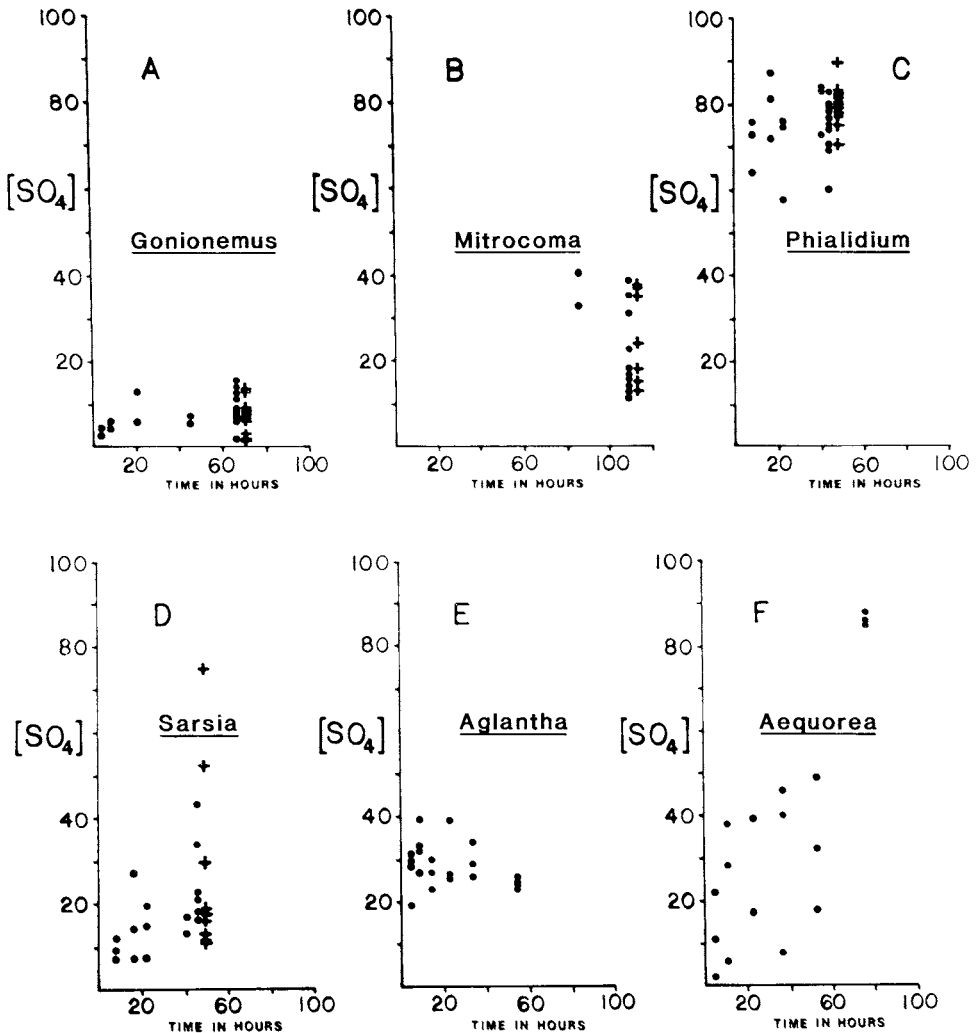 100
80
[SO4]
40
20
A
Gonionemus
20
60
100
TIME IN HOURS
100
80
[SO4]
40
20
B
Mitrocoma
20
60
100
TIME IN HOURS
100
80
[SO4]
40
20
C
Phialidium
20
60
100
TIME IN HOURS
100
80
[SO4]
40
20
D
Sarsia
20
60
100
TIME IN HOURS
100
80
[SO4]
40
20
E
Aglantha
20
60
100
TIME IN HOURS
100
80
[SO4]
40
20
F
Aequorea
20
60
100
TIME IN HOURS